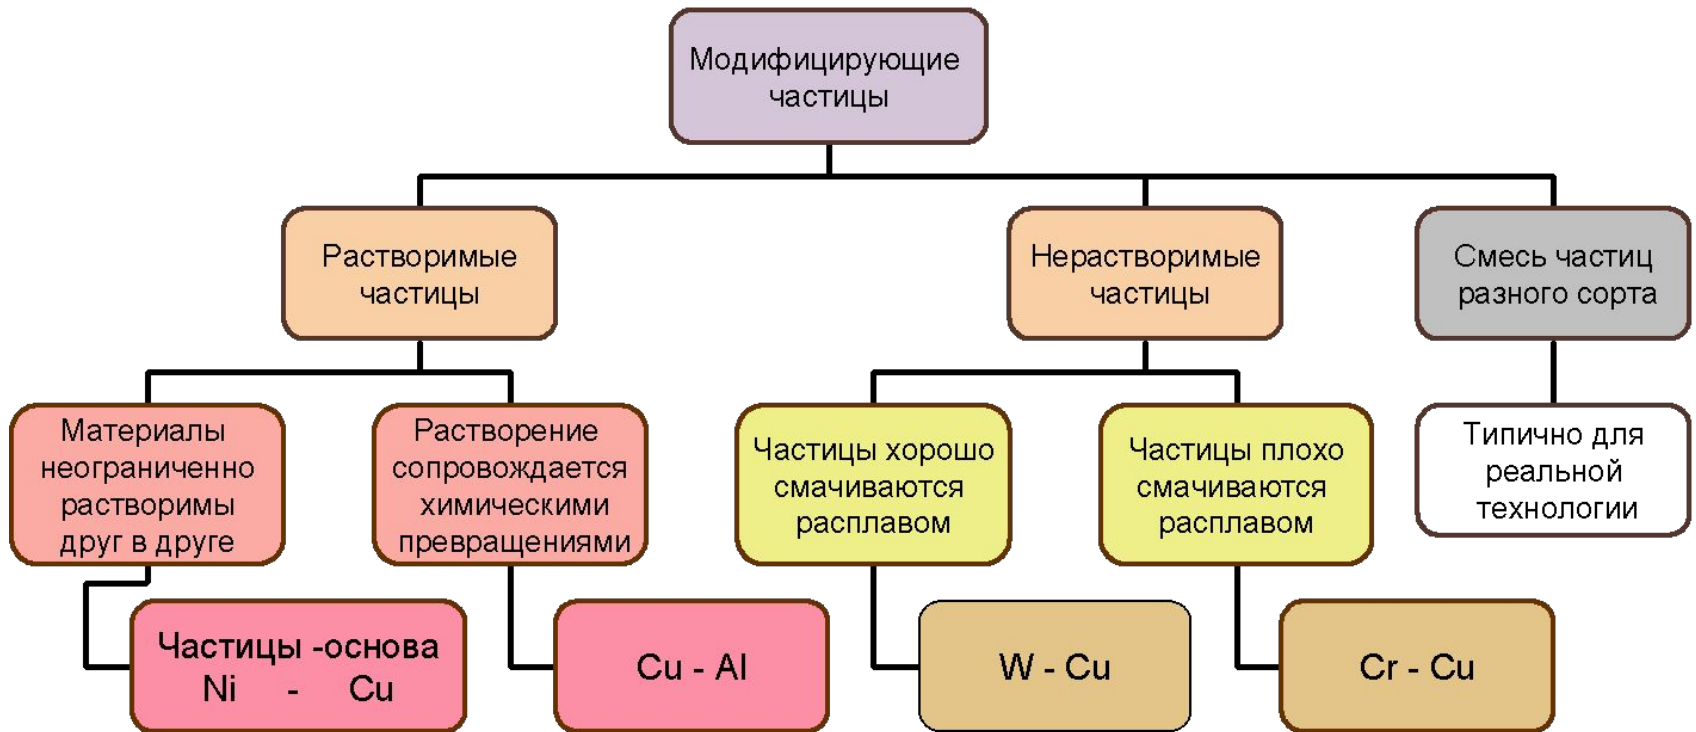 Модифицирующие
частицы
Растворимые
частицы
Нерастворимые
частицы
Смесь частиц
разного сорта
Материалы
неограниченно
растворимы
друг в друге
Растворение
сопровождается
химическими
превращениями
Частицы хорошо
смачиваются
расплавом
Частицы плохо
смачиваются
расплавом
Типично для
реальной
технологии
Частицы -основа
Ni - Cu
Cu - Al
W - Cu
Cr - Cu